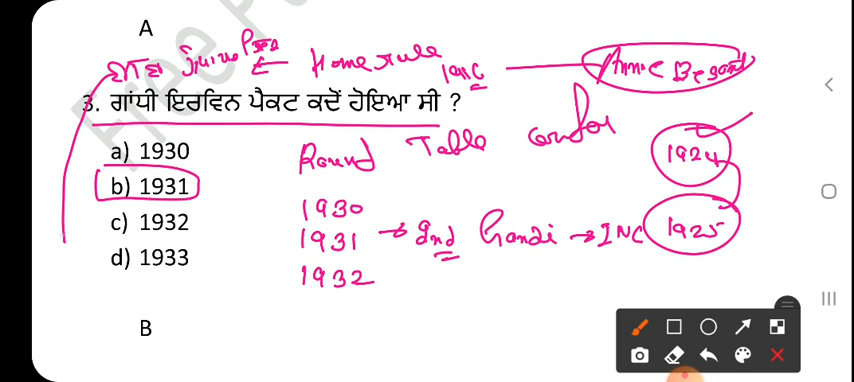 A
Home rule
1916
Annie Besant
3. ਗਾਂਧੀ ਇਰਵਿਨ ਪੈਕਟ ਕਦੋਂ ਹੋਇਆ ਸੀ ?
Round Table
a) 1930
1924
b) 1931
1930
c) 1932
1931 → 2nd Gandi → INC
1925
d) 1933
1932
B